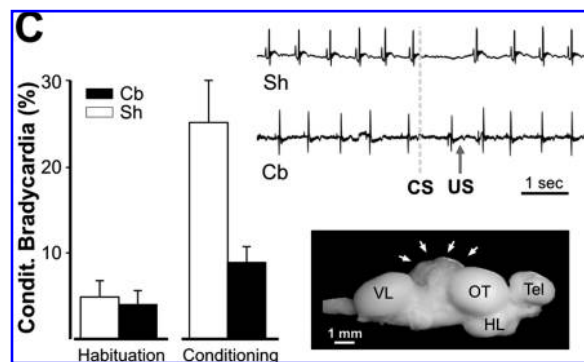 C
Condit. Bradycardia (%)
30
20
10
Cb
Sh
Habituation
Conditioning
Sh
Cb
CS
US
1 sec
VL
OT
Tel
HL
1 mm